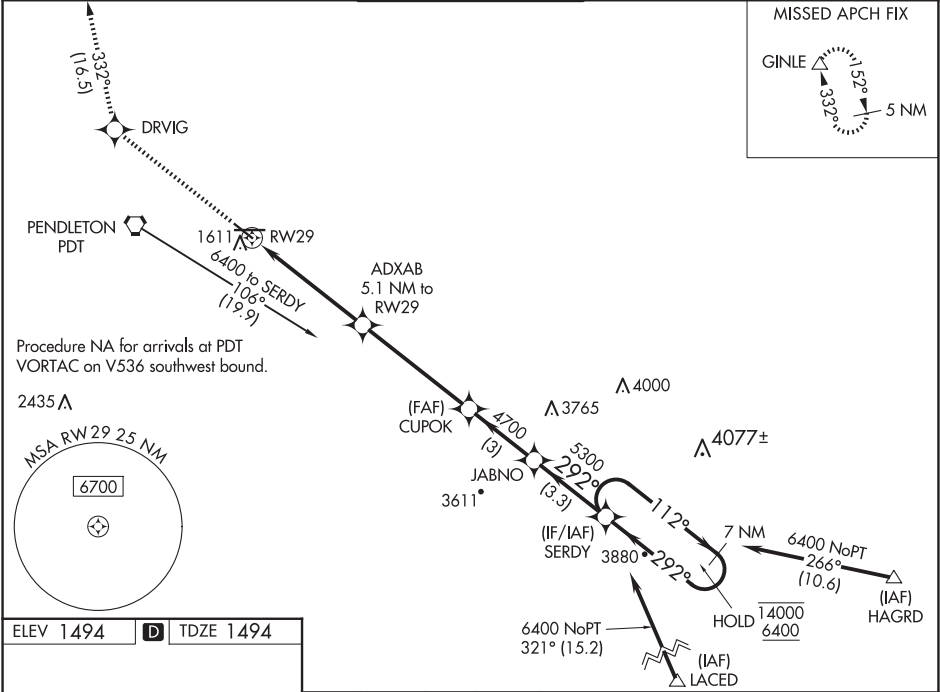 MISSED APCH FIX
GINLE
152°
332°
5 NM
332°
(16.5)
DRVIG
PENDLETON
PDT
1611
RW29
6400 to SERDY
106°
(19.9)
ADXAB
5.1 NM to
RW29
Procedure NA for arrivals at PDT
VORTAC on V536 southwest bound.
2435
MSA RW 29 25 NM
6700
(FAF)
CUPOK
4700
(3)
3765
4000
4077±
JABNO
3611
5300
292°
(3.3)
(IF/IAF)
SERDY
112°
7 NM
3880
292°
6400 NoPT
266°
(10.6)
(IAF)
HAGRD
HOLD
14000
6400
6400 NoPT
321° (15.2)
(IAF)
LACED
ELEV 1494
D
TDZE 1494